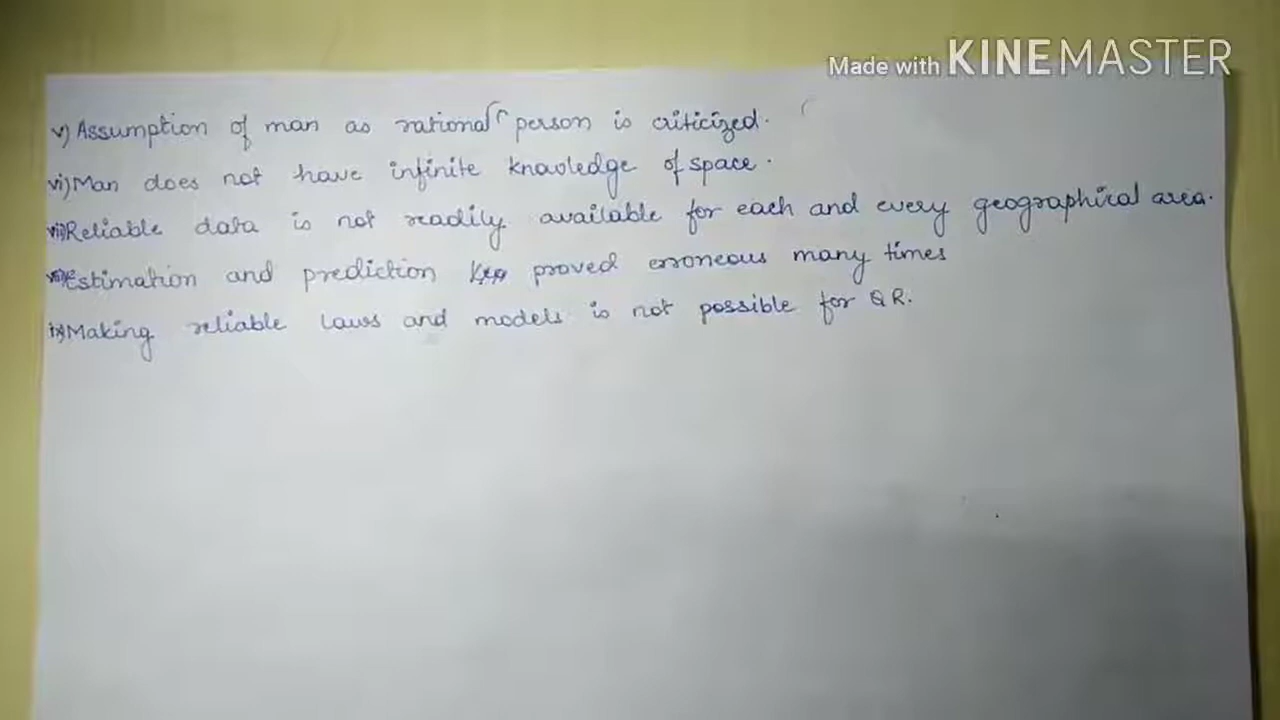 Made with KINEMASTER
v) Assumption of man as rational person is criticized.
vi) Man does not have infinite knowledge of space.
vii) Reliable data is not readily available for each and every geographical area.
viii) Estimation and prediction proved erroneous many times
ix) Making reliable laws and models is not possible for QR.